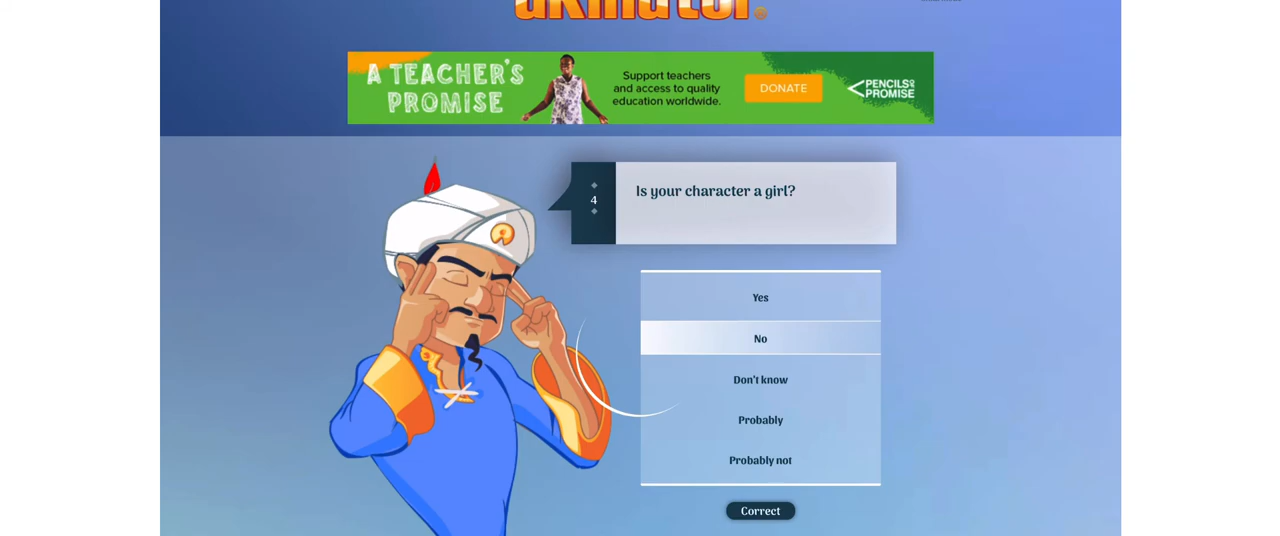 akinator
A TEACHER'S
PROMISE
Support teachers
and access to quality
education worldwide.
DONATE
PENCILS OF
PROMISE
4
Is your character a girl?
Yes
No
Don't know
Probably
Probably not
Correct